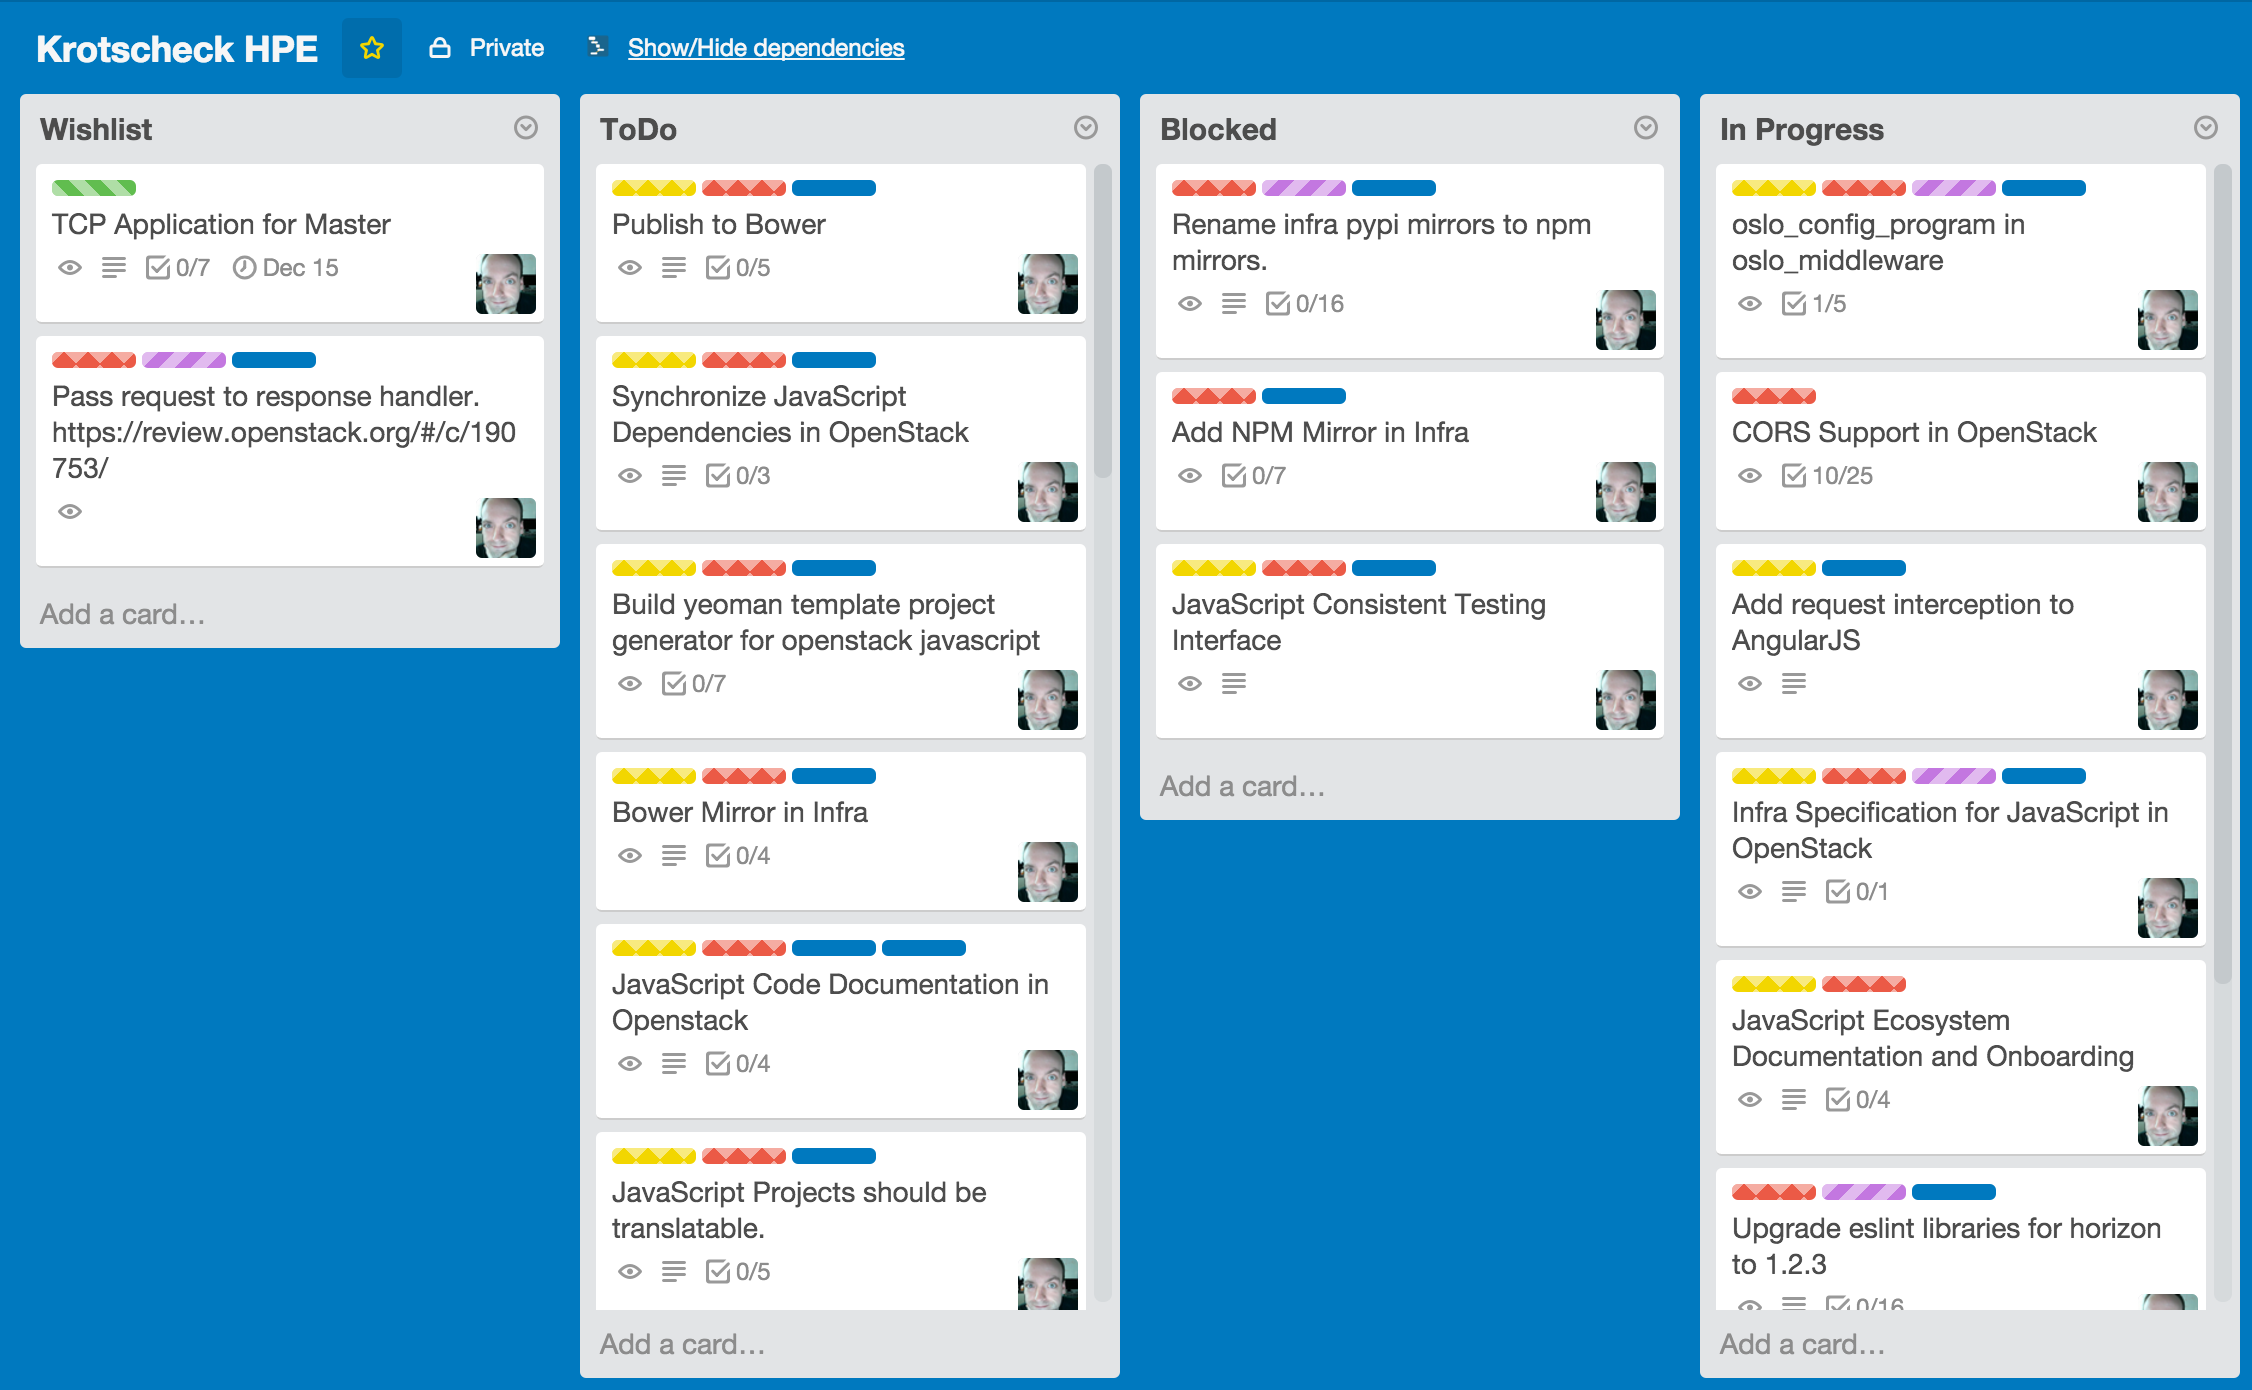 Krotscheck HPE
Private
Show/Hide dependencies
Wishlist
TCP Application for Master
0/7
Dec 15
Pass request to response handler.
https://review.openstack.org/#/c/190
753/
Add a card...
ToDo
Publish to Bower
0/5
Synchronize JavaScript
Dependencies in OpenStack
0/3
Build yeoman template project
generator for openstack javascript
0/7
Bower Mirror in Infra
0/4
JavaScript Code Documentation in
Openstack
0/4
JavaScript Projects should be
translatable.
0/5
Add a card...
Blocked
Rename infra pypi mirrors to npm
mirrors.
0/16
Add NPM Mirror in Infra
0/7
JavaScript Consistent Testing
Interface
Add a card...
In Progress
oslo_config_program in
oslo_middleware
1/5
CORS Support in OpenStack
10/25
Add request interception to
AngularJS
Infra Specification for JavaScript in
OpenStack
0/1
JavaScript Ecosystem
Documentation and Onboarding
0/4
Upgrade eslint libraries for horizon
to 1.2.3
0/16
Add a card...